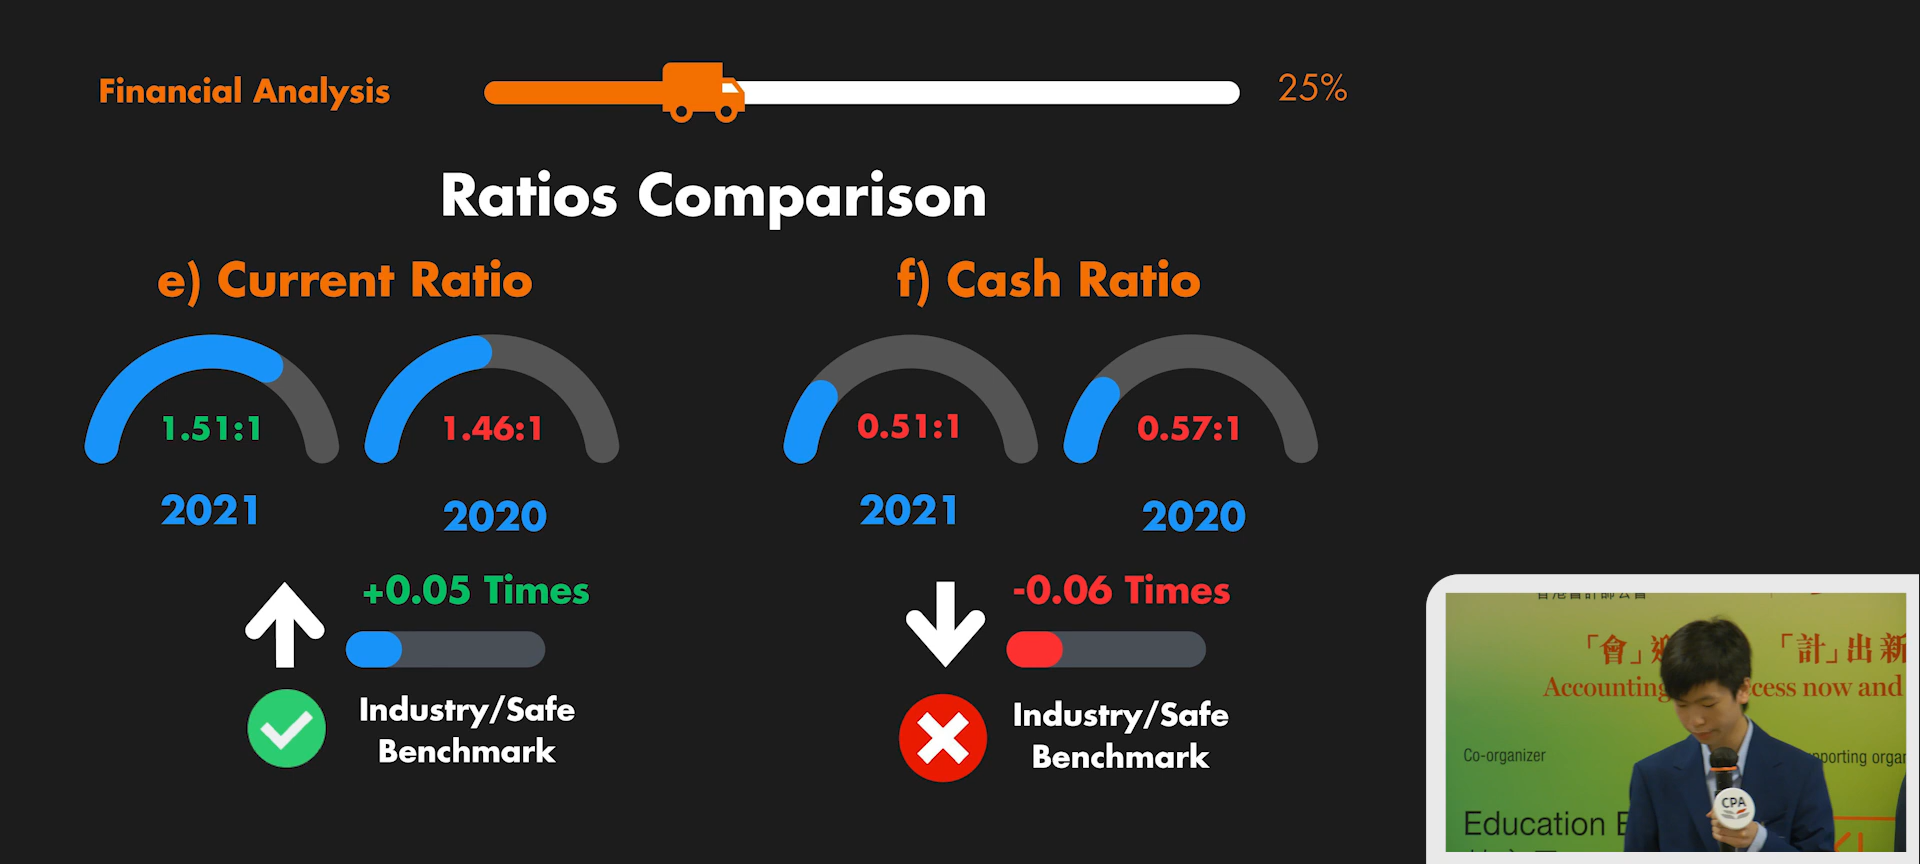 Financial Analysis
25%
Ratios Comparison
e) Current Ratio
f) Cash Ratio
1.51:1
1.46:1
0.51:1
0.57:1
2021
2020
2021
2020
+0.05 Times
-0.06 Times
Industry/Safe
Benchmark
Industry/Safe
Benchmark
「會」
「計」出新
Accounting
cess now and
Co-organizer
pporting orga
CPA
Education E